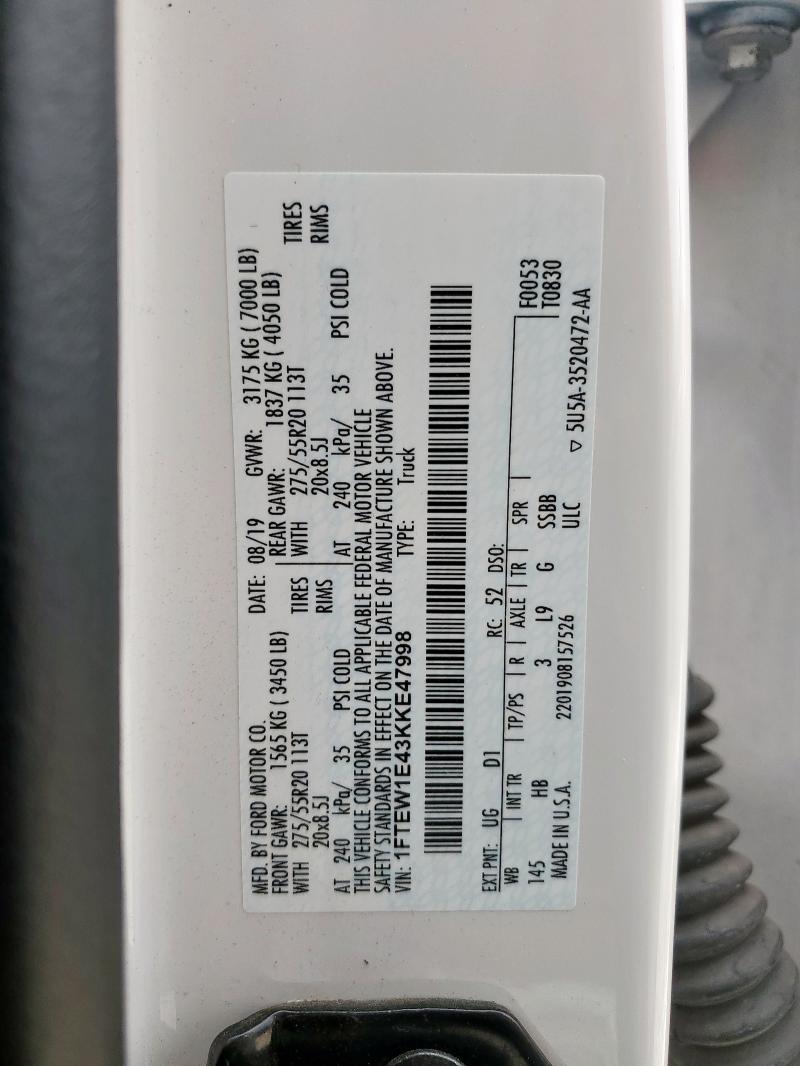 MFD. BY FORD MOTOR CO. DATE: 08/19 GVWR: 3175 KG ( 7000 LB)
FRONT GAWR: 1565 KG ( 3450 LB) REAR GAWR: 1837 KG ( 4050 LB)
WITH 275/55R20 113T TIRES WITH 275/55R20 113T TIRES
20x8.5J RIMS 20x8.5J RIMS
AT 240 kPa/ 35 PSI COLD AT 240 kPa/ 35 PSI COLD
THIS VEHICLE CONFORMS TO ALL APPLICABLE FEDERAL MOTOR VEHICLE
SAFETY STANDARDS IN EFFECT ON THE DATE OF MANUFACTURE SHOWN ABOVE.
VIN: 1FTEW1E43KKE47998 TYPE: Truck
EXT PNT: UG D1 RC: 52 DSO:
WB INT TR TP/PS R AXLE TR SPR F0053
145 HB 3 L9 G SSBB T0830
MADE IN U.S.A. 2201908157526 ULC ▽ 5U5A-3520472-AA